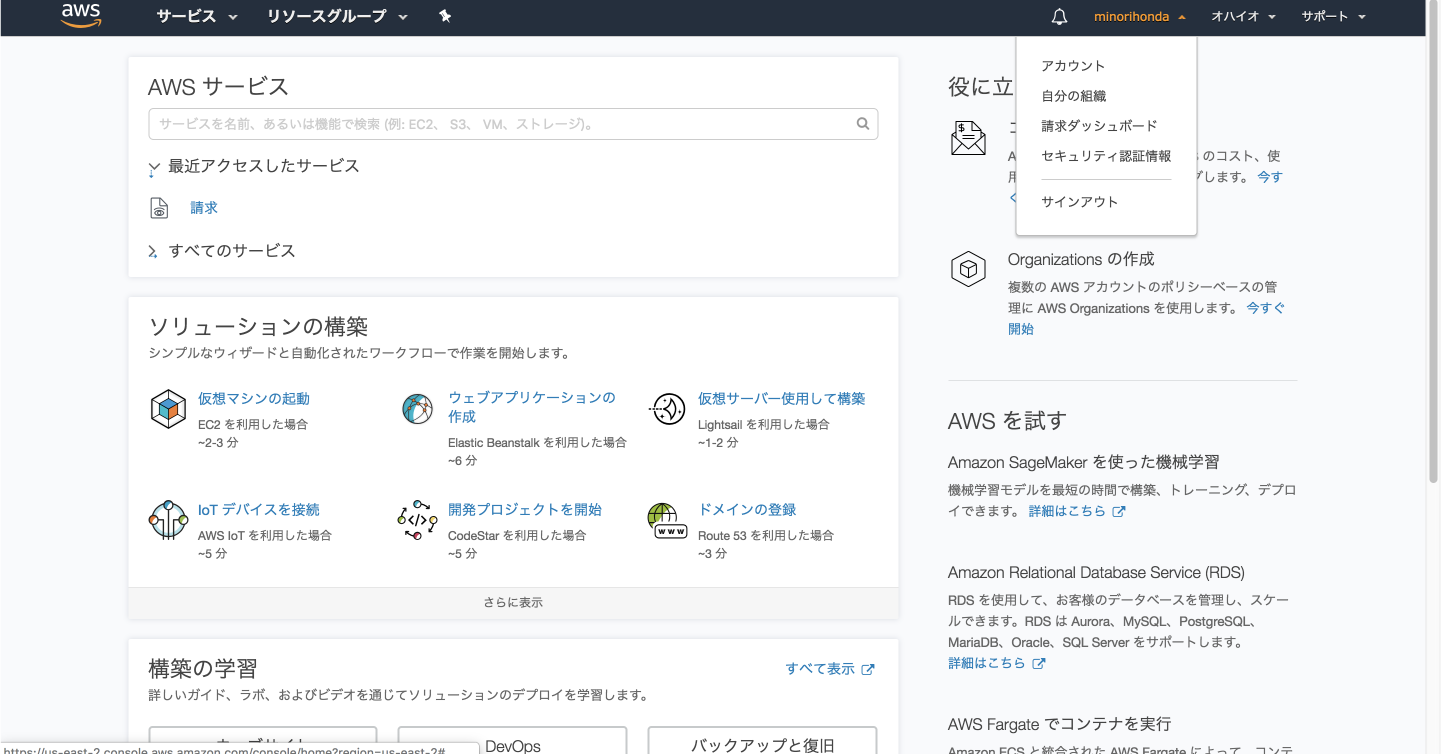 aws
サービス
リソースグループ
minorihonda
オハイオ
サポート
アカウント
自分の組織
請求ダッシュボード
セキュリティ認証情報
サインアウト
AWS サービス
サービスを名前、あるいは機能で検索 (例: EC2、 S3、 VM、ストレージ)。
最近アクセスしたサービス
請求
すべてのサービス
ソリューションの構築
シンプルなウィザードと自動化されたワークフローで作業を開始します。
仮想マシンの起動
EC2 を利用した場合
~2-3 分
ウェブアプリケーションの
作成
Elastic Beanstalk を利用した場合
~6 分
仮想サーバー使用して構築
Lightsail を利用した場合
~1-2 分
IoT デバイスを接続
AWS IoT を利用した場合
~5 分
開発プロジェクトを開始
CodeStar を利用した場合
~5 分
www
ドメインの登録
Route 53 を利用した場合
~3 分
さらに表示
構築の学習
すべて表示
詳しいガイド、ラボ、およびビデオを通じてソリューションのデプロイを学習します。
DevOps
バックアップと復旧
https://us-east-2.console.aws.amazon.com/console/home?region=us-east-2#
役に立
$
のコスト、使
グします。 今す
Organizations の作成
複数の AWS アカウントのポリシーベースの管
理に AWS Organizations を使用します。 今すぐ
開始
AWS を試す
Amazon SageMaker を使った機械学習
機械学習モデルを最短の時間で構築、トレーニング、デプロ
イできます。 詳細はこちら
Amazon Relational Database Service (RDS)
RDS を使用して、お客様のデータベースを管理し、スケー
ルできます。RDS は Aurora、MySQL、PostgreSQL、
MariaDB、Oracle、SQL Server をサポートします。
詳細はこちら
AWS Fargate でコンテナを実行
Amazon ECS と統合された AWS Fargate によって、コンテ